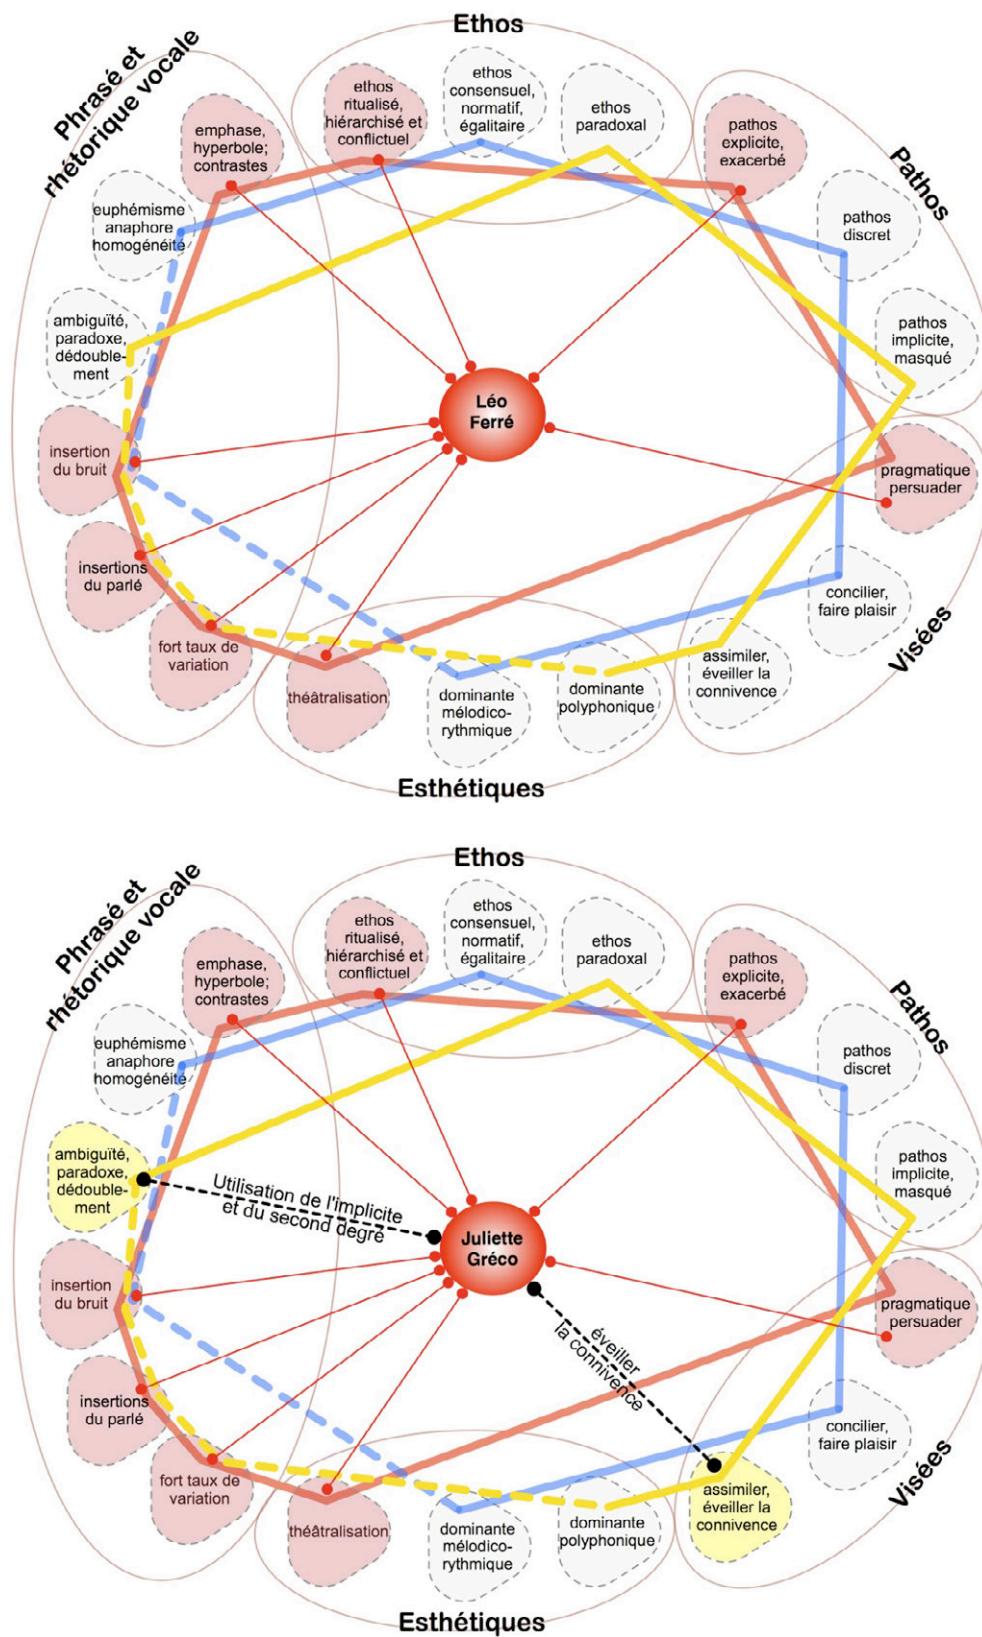 Ethos
Phrasé et
rhétorique vocale
emphase,
hyperbole;
contrastes
ethos
ritualisé,
hiérarchisé et
conflictuel
ethos
consensuel,
normatif,
égalitaire
ethos
paradoxal
pathos
explicite,
exacerbé
Pathos
euphémisme
anaphore
homogénéité
pathos
discret
ambiguïté,
paradoxe,
dédouble-
ment
pathos
implicite,
masqué
Léo
Ferré
insertion
du bruit
pragmatique
persuader
insertions
du parlé
concilier,
faire plaisir
Visées
fort taux de
variation
théâtralisation
dominante
mélodico-
rythmique
dominante
polyphonique
assimiler,
éveiller la
connivence
Esthétiques
Ethos
Phrasé et
rhétorique vocale
emphase,
hyperbole;
contrastes
ethos
ritualisé,
hiérarchisé et
conflictuel
ethos
consensuel,
normatif,
égalitaire
ethos
paradoxal
pathos
explicite,
exacerbé
Pathos
euphémisme
anaphore
homogénéité
pathos
discret
ambiguïté,
paradoxe,
dédouble-
ment
Utilisation de l'implicite
et du second degré
pathos
implicite,
masqué
Juliette
Gréco
insertion
du bruit
pragmatique
persuader
éveiller
la connivence
insertions
du parlé
concilier,
faire plaisir
Visées
fort taux de
variation
théâtralisation
dominante
mélodico-
rythmique
dominante
polyphonique
assimiler,
éveiller la
connivence
Esthétiques